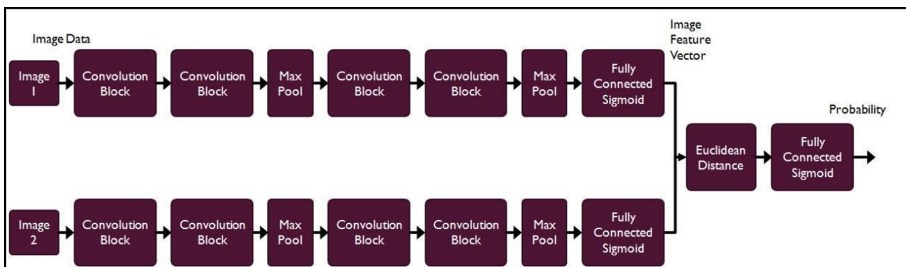 Image Data
Image
Feature
Vector
Image
1
Convolution
Block
Convolution
Block
Max
Pool
Convolution
Block
Convolution
Block
Max
Pool
Fully
Connected
Sigmoid
Probability
Euclidean
Distance
Fully
Connected
Sigmoid
Image
2
Convolution
Block
Convolution
Block
Max
Pool
Convolution
Block
Convolution
Block
Max
Pool
Fully
Connected
Sigmoid